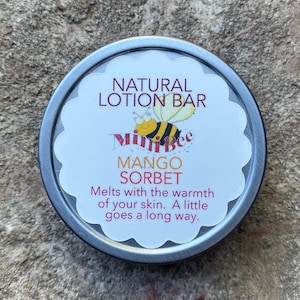 NATURAL
LOTION BAR
MiniBee
MANGO
SORBET
Melts with the warmth
of your skin. A little
goes a long way.